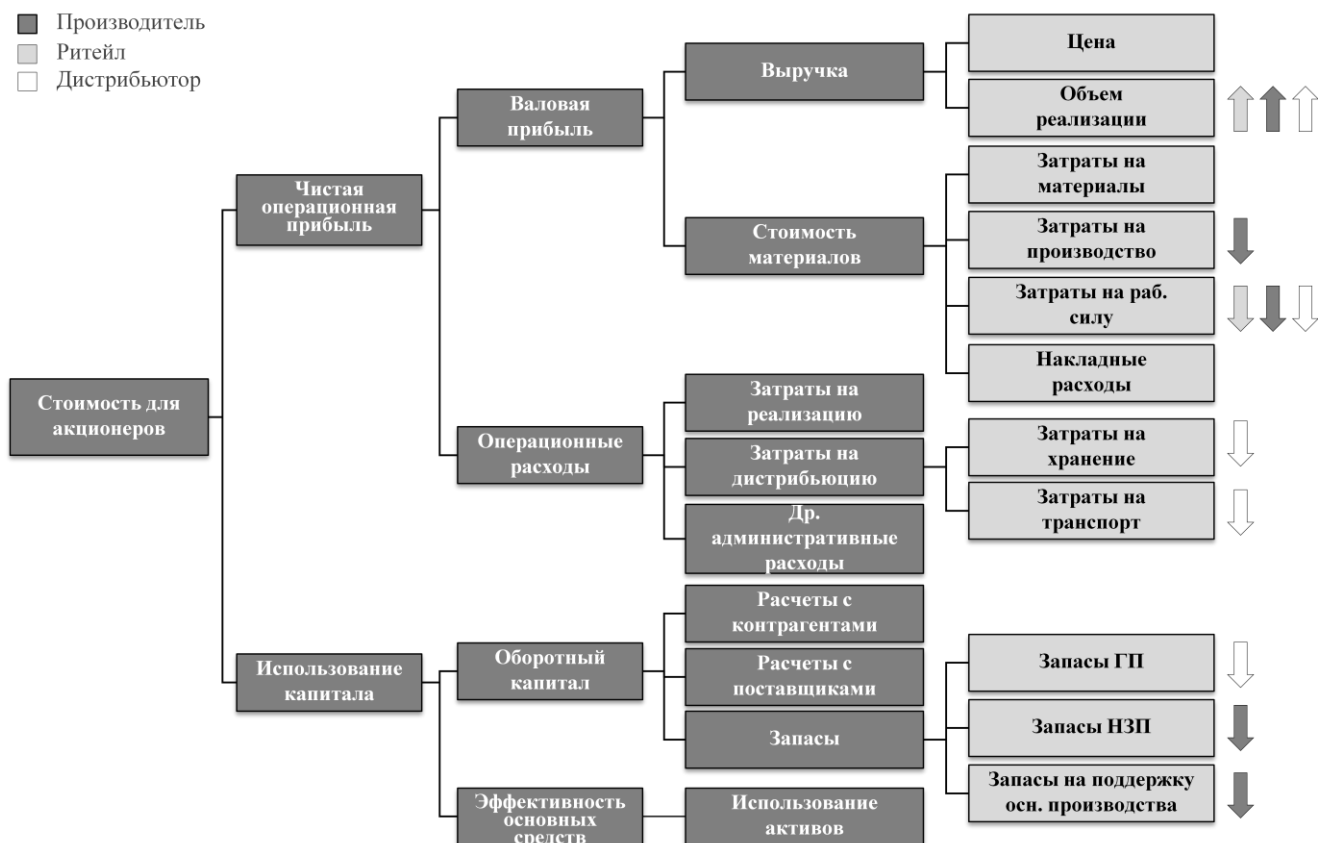 Производитель
Ритейл
Дистрибьютор
Стоимость для
акционеров
Чистая
операционная
прибыль
Использование
капитала
Валовая
прибыль
Операционные
расходы
Оборотный
капитал
Эффективность
основных
средств
Выручка
Стоимость
материалов
Затраты на
реализацию
Затраты на
дистрибьюцию
Др.
административные
расходы
Расчеты с
контрагентами
Расчеты с
поставщиками
Запасы
Использование
активов
Цена
Объем
реализации
Затраты на
материалы
Затраты на
производство
Затраты на раб.
силу
Накладные
расходы
Затраты на
хранение
Затраты на
транспорт
Запасы ГП
Запасы НЗП
Запасы на поддержку
осн. производства